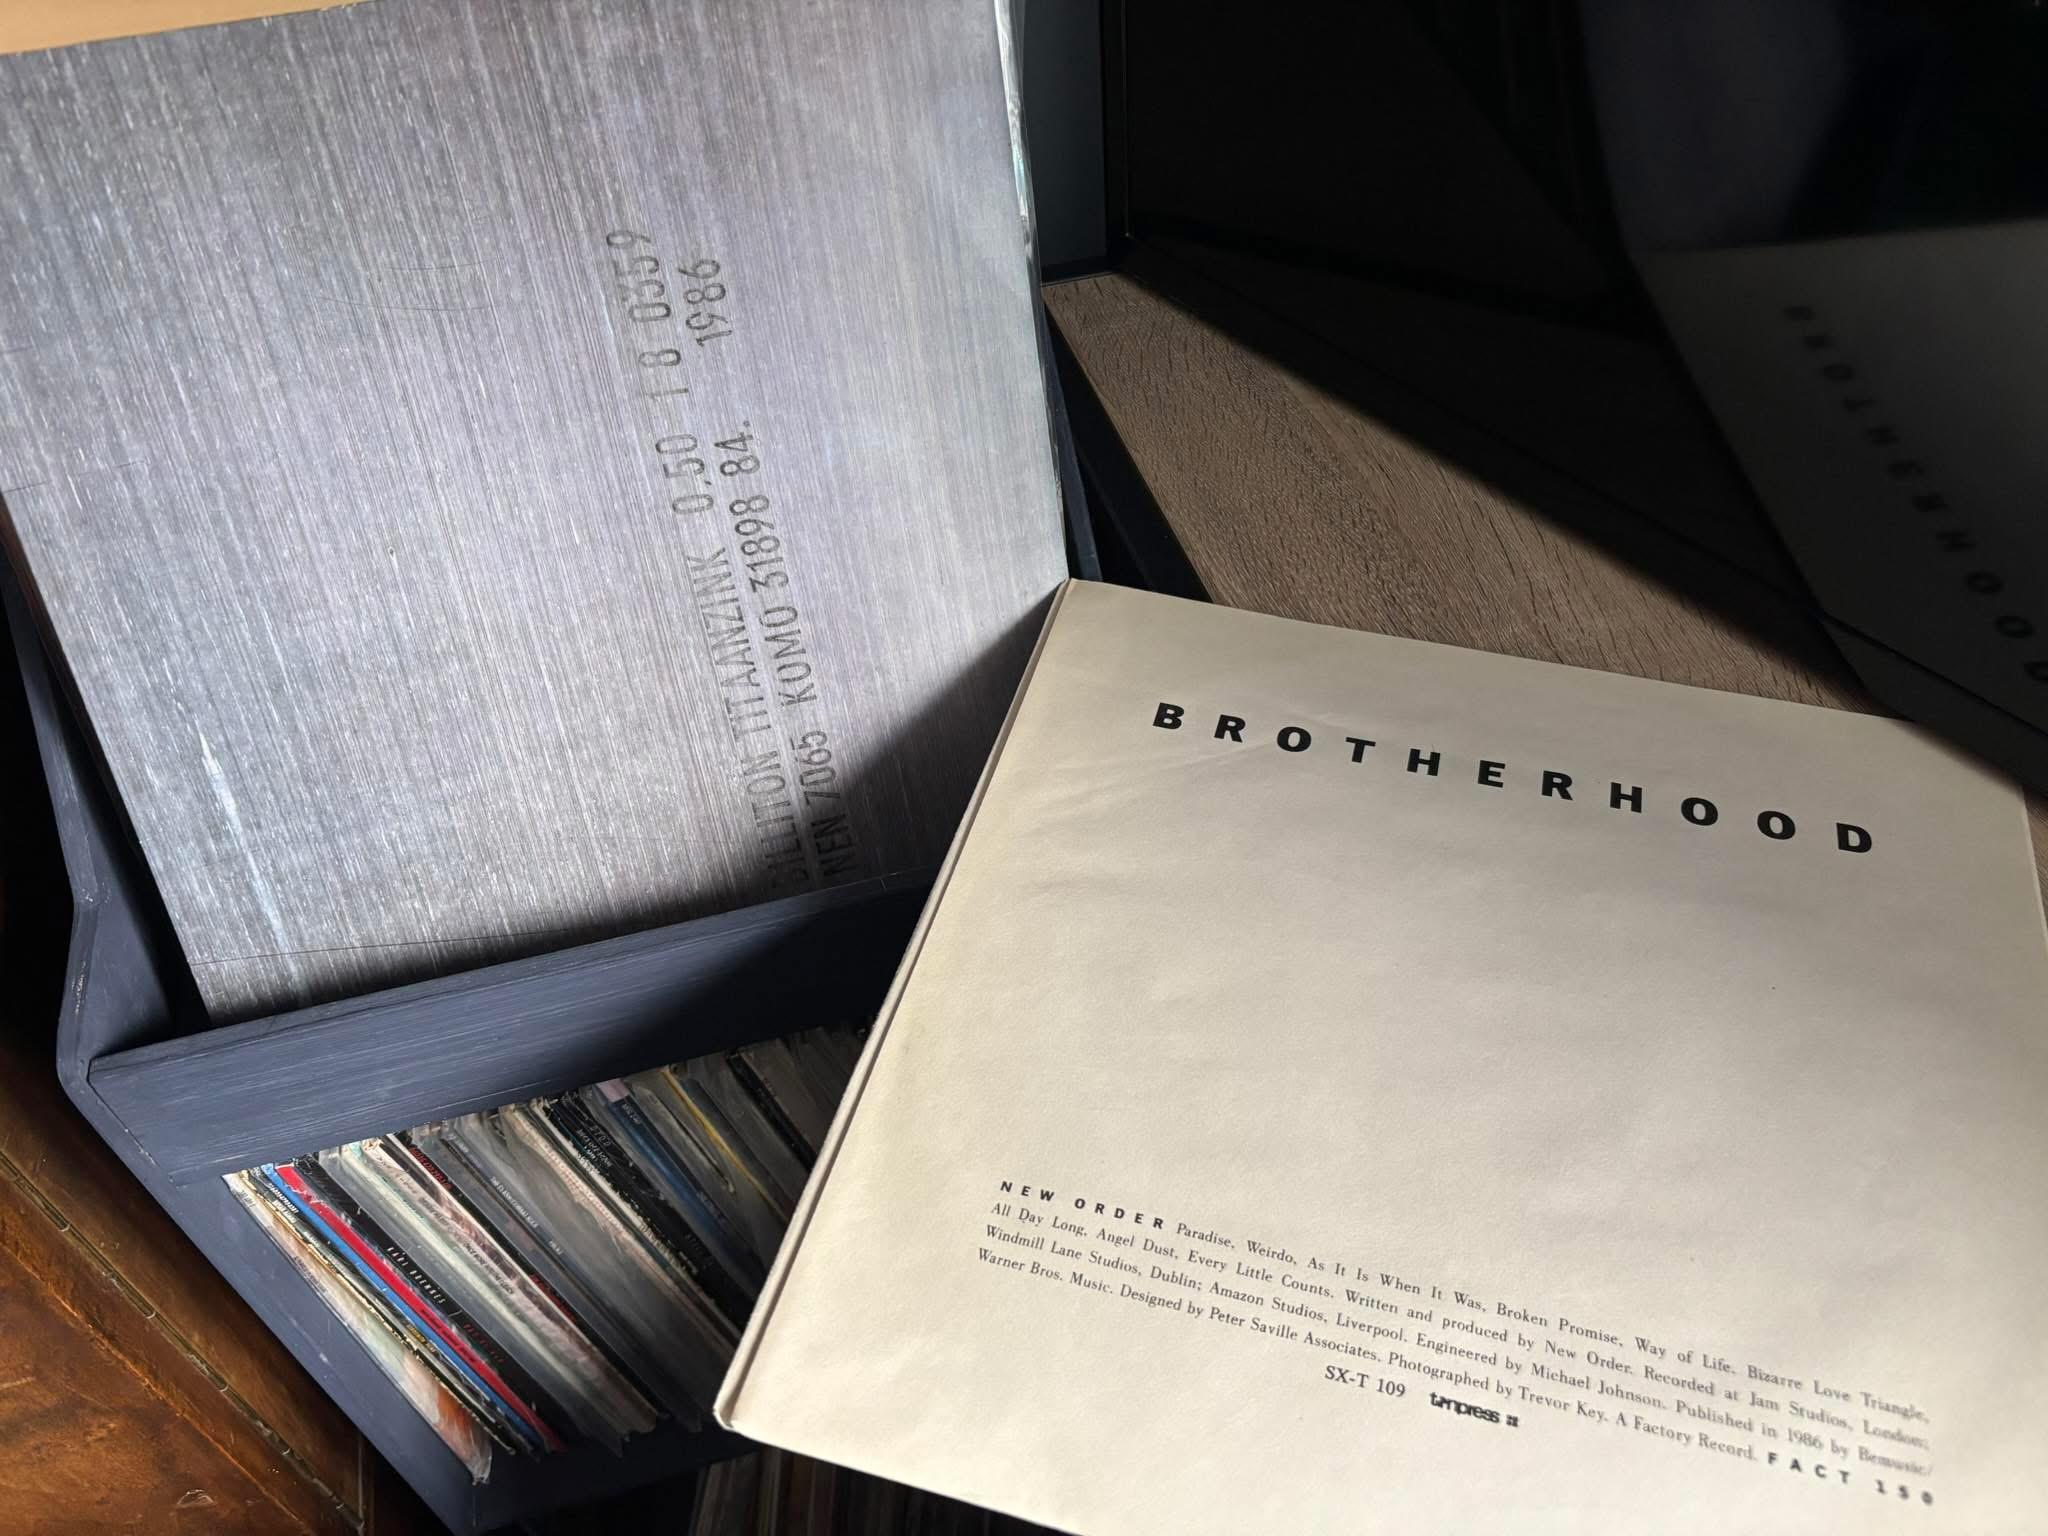 BILLITON TITAANZINK 0,50 18 0359
NEN 7065 KOMO 31898 84. 1986
BROTHERHOOD
NEW ORDER Paradise, Weirdo, As It Is When It Was, Broken Promise, Way of Life, Bizarre Love Triangle,
All Day Long, Angel Dust, Every Little Counts. Written and produced by New Order. Recorded at Jam Studios, London;
Windmill Lane Studios, Dublin; Amazon Studios, Liverpool. Engineered by Michael Johnson. Published in 1986 by Bemusic/
Warner Bros. Music. Designed by Peter Saville Associates. Photographed by Trevor Key. A Factory Record. FACT 150
SX-T 109 tempress
BROTHERHOOD